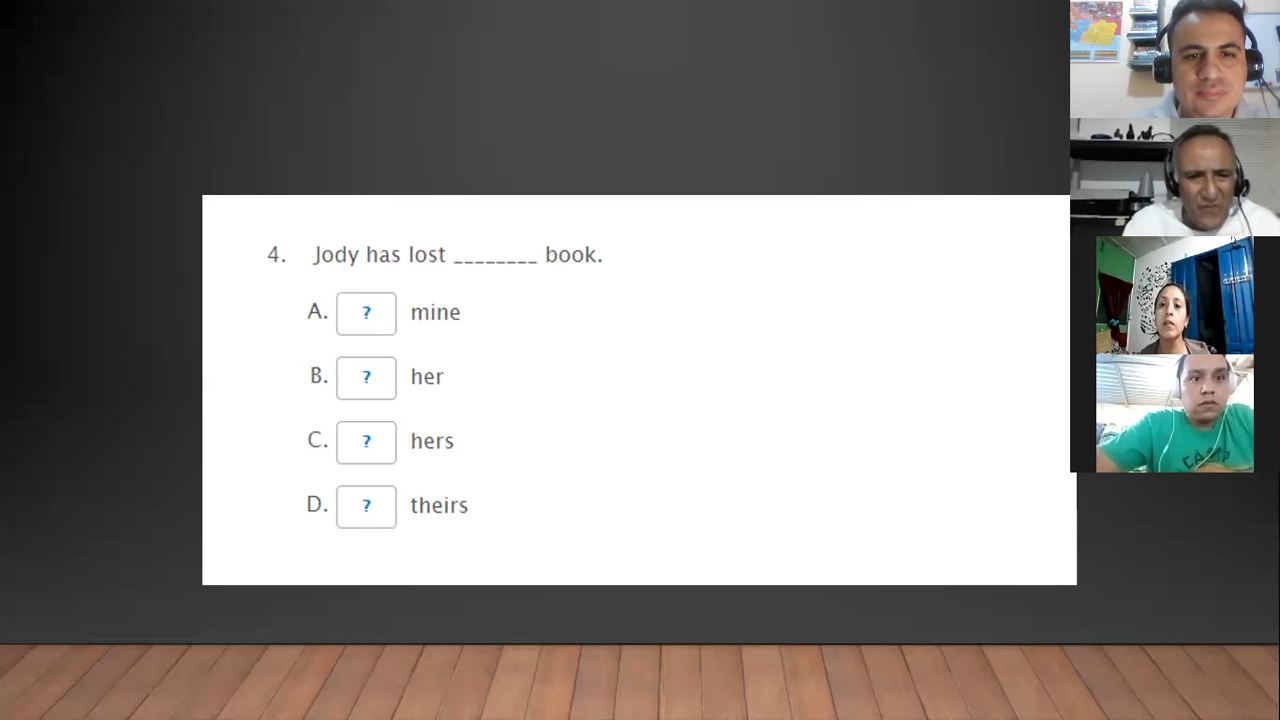 4. Jody has lost ________ book.
A. ? mine
B. ? her
C. ? hers
D. ? theirs